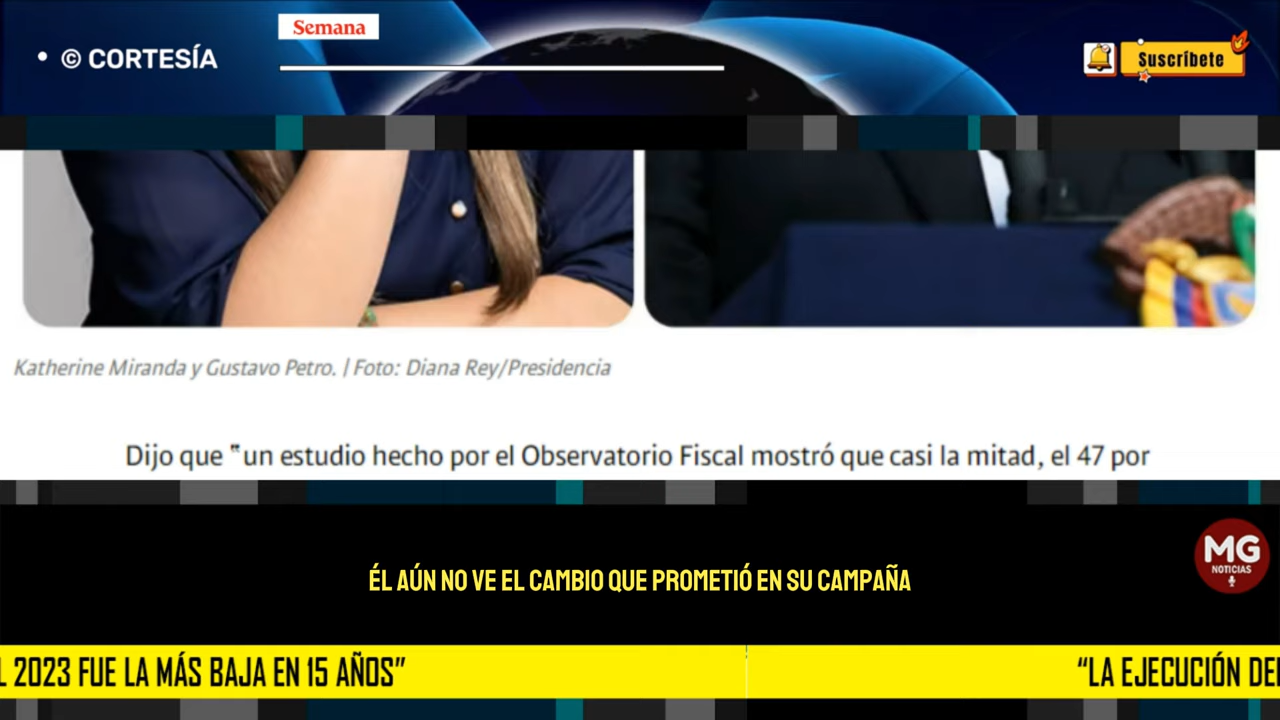 Semana
• © CORTESÍA
Suscríbete
Katherine Miranda y Gustavo Petro. | Foto: Diana Rey/Presidencia
Dijo que "un estudio hecho por el Observatorio Fiscal mostró que casi la mitad, el 47 por
MG
NOTICIAS
ÉL AÚN NO VE EL CAMBIO QUE PROMETIÓ EN SU CAMPAÑA
L 2023 FUE LA MÁS BAJA EN 15 AÑOS” “LA EJECUCIÓN DEL